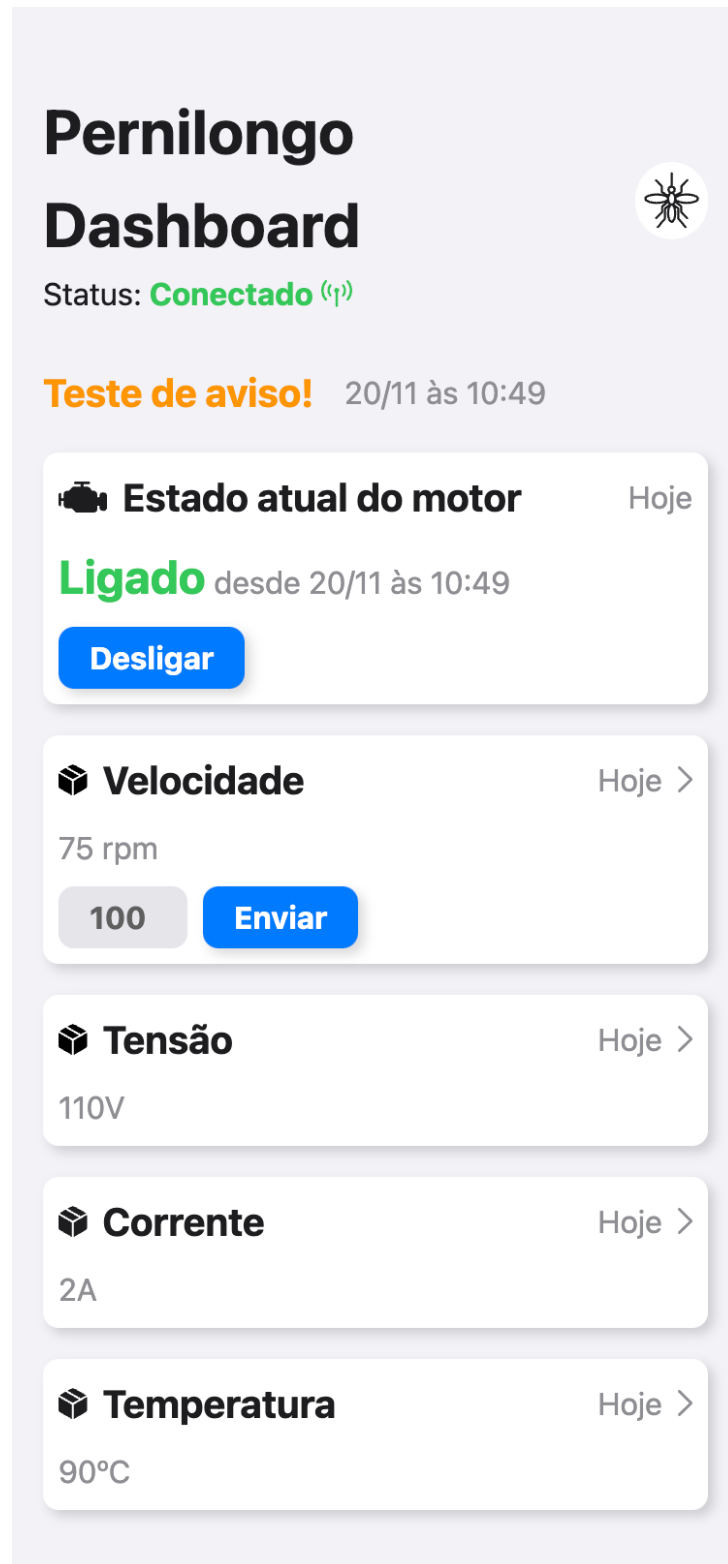 Pernilongo
Dashboard
Status: Conectado
Teste de aviso! 20/11 às 10:49
Estado atual do motor Hoje
Ligado desde 20/11 às 10:49
Desligar
Velocidade Hoje
75 rpm
100 Enviar
Tensão Hoje
110V
Corrente Hoje
2A
Temperatura Hoje
90ºC